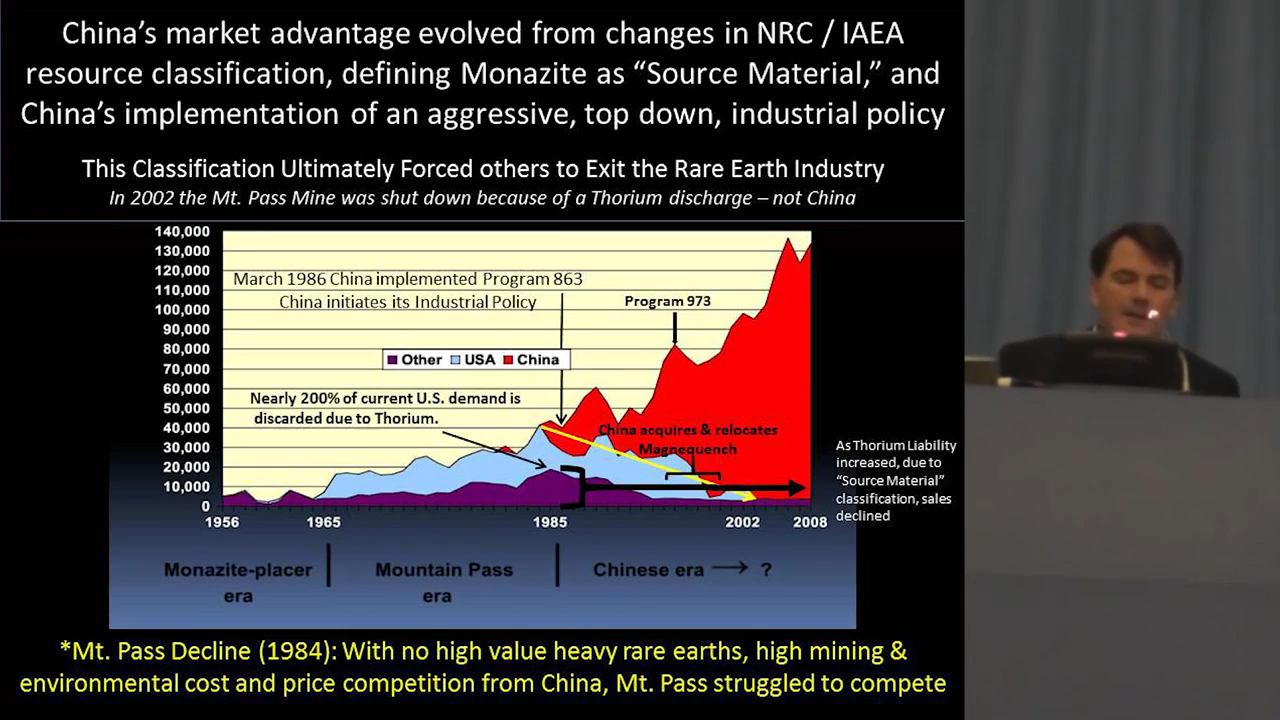 China's market advantage evolved from changes in NRC / IAEA
resource classification, defining Monazite as “Source Material,” and
China's implementation of an aggressive, top down, industrial policy
This Classification Ultimately Forced others to Exit the Rare Earth Industry
In 2002 the Mt. Pass Mine was shut down because of a Thorium discharge – not China
140,000
130,000
120,000
110,000
100,000
90,000
80,000
70,000
60,000
50,000
40,000
30,000
20,000
10,000
0
March 1986 China implemented Program 863
China initiates its Industrial Policy
Program 973
Other USA China
Nearly 200% of current U.S. demand is
discarded due to Thorium.
China acquires & relocates
Magnequench
As Thorium Liability
increased, due to
“Source Material”
classification, sales
declined
1956 1965 1985 2002 2008
Monazite-placer
era
Mountain Pass
era
Chinese era → ?
*Mt. Pass Decline (1984): With no high value heavy rare earths, high mining &
environmental cost and price competition from China, Mt. Pass struggled to compete